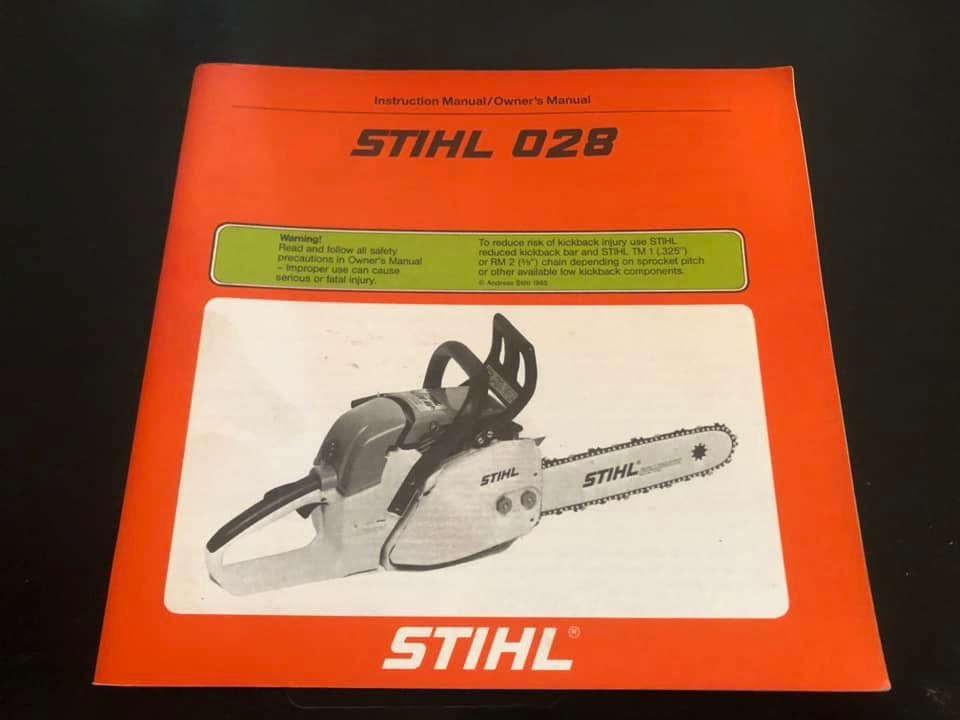 Instruction Manual/Owner's Manual
STIHL 028
Warning!
Read and follow all safety
precautions in Owner's Manual
– Improper use can cause
serious or fatal injury.
To reduce risk of kickback injury use STIHL
reduced kickback bar and STIHL TM 1 (.325")
or RM 2 (⅜") chain depending on sprocket pitch
or other available low kickback components.
© Andreas Stihl 1985
STIHL
STIHL®
STIHL®